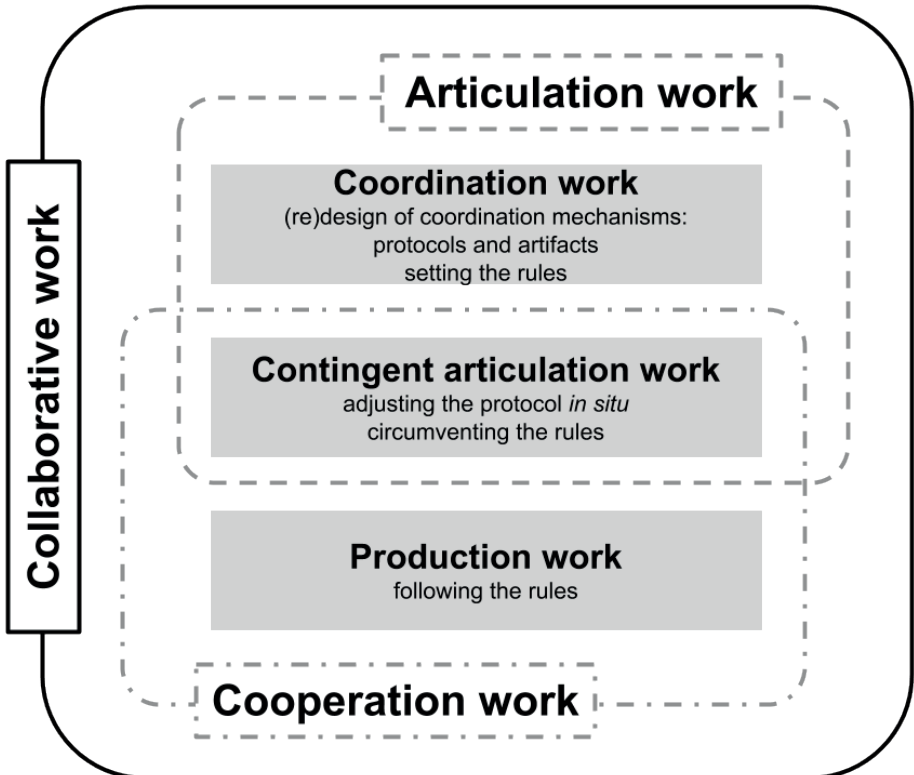 Articulation work
Coordination work
(re)design of coordination mechanisms:
protocols and artifacts
setting the rules
Collaborative work
Contingent articulation work
adjusting the protocol in situ
circumventing the rules
Production work
following the rules
Cooperation work